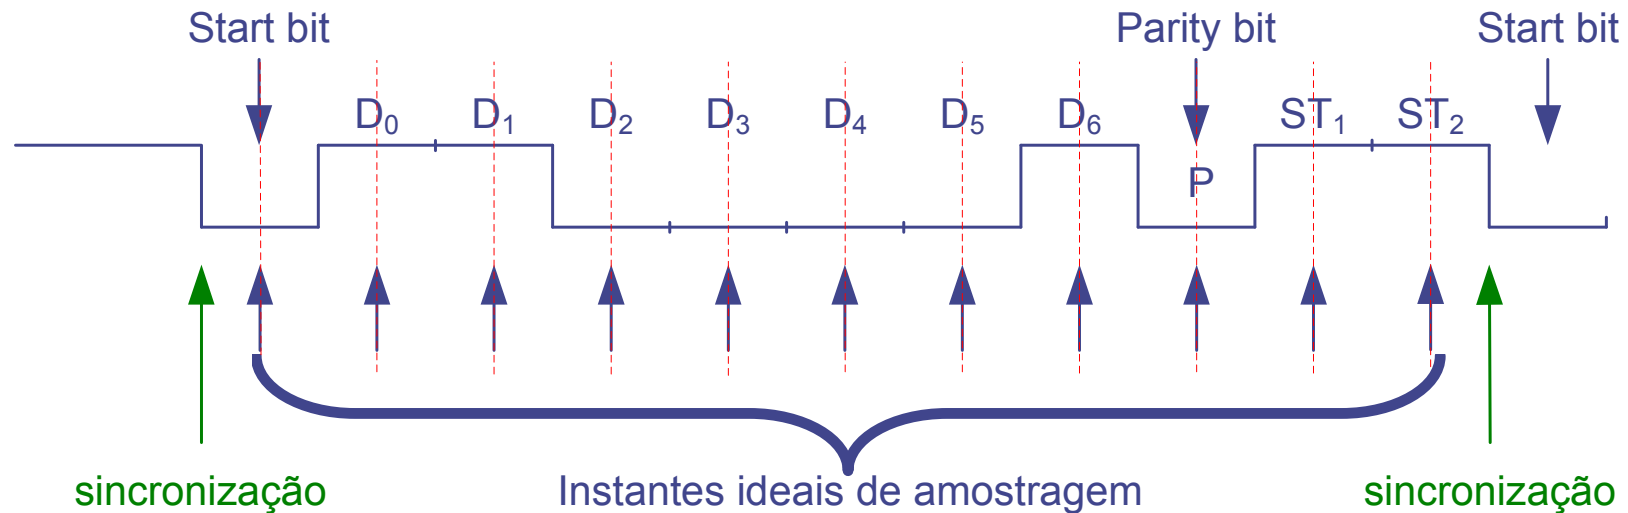 Start bit Parity bit Start bit
D₀ D₁ D₂ D₃ D₄ D₅ D₆ ST₁ ST₂
P
sincronização Instantes ideais de amostragem sincronização